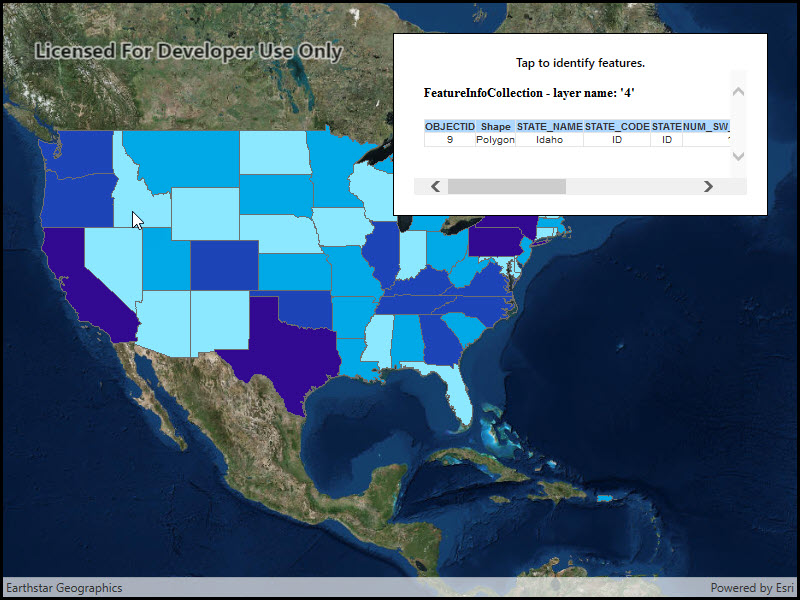 Licensed For Developer Use Only
Tap to identify features.
FeatureInfoCollection - layer name: '4'
OBJECTID Shape STATE_NAME STATE_CODE STATE NUM_SW_
9 Polygon Idaho ID ID
Earthstar Geographics
Powered by Esri